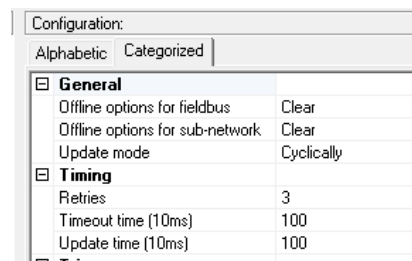 Configuration:
Alphabetic Categorized
General
Offline options for fieldbus Clear
Offline options for sub-network Clear
Update mode Cyclically
Timing
Retries 3
Timeout time (10ms) 100
Update time (10ms) 100